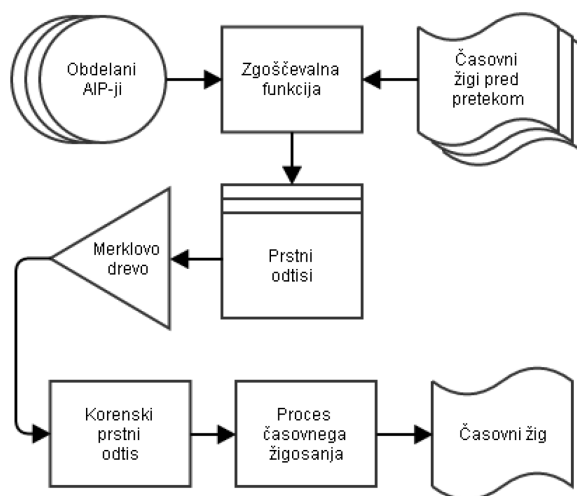 Obdelani
AIP-ji
Zgoščevalna
funkcija
Časovni
žigi pred
pretekom
Merklovo
drevo
Prstni
odtisi
Korenski
prstni
odtis
Proces
časovnega
žigosanja
Časovni žig